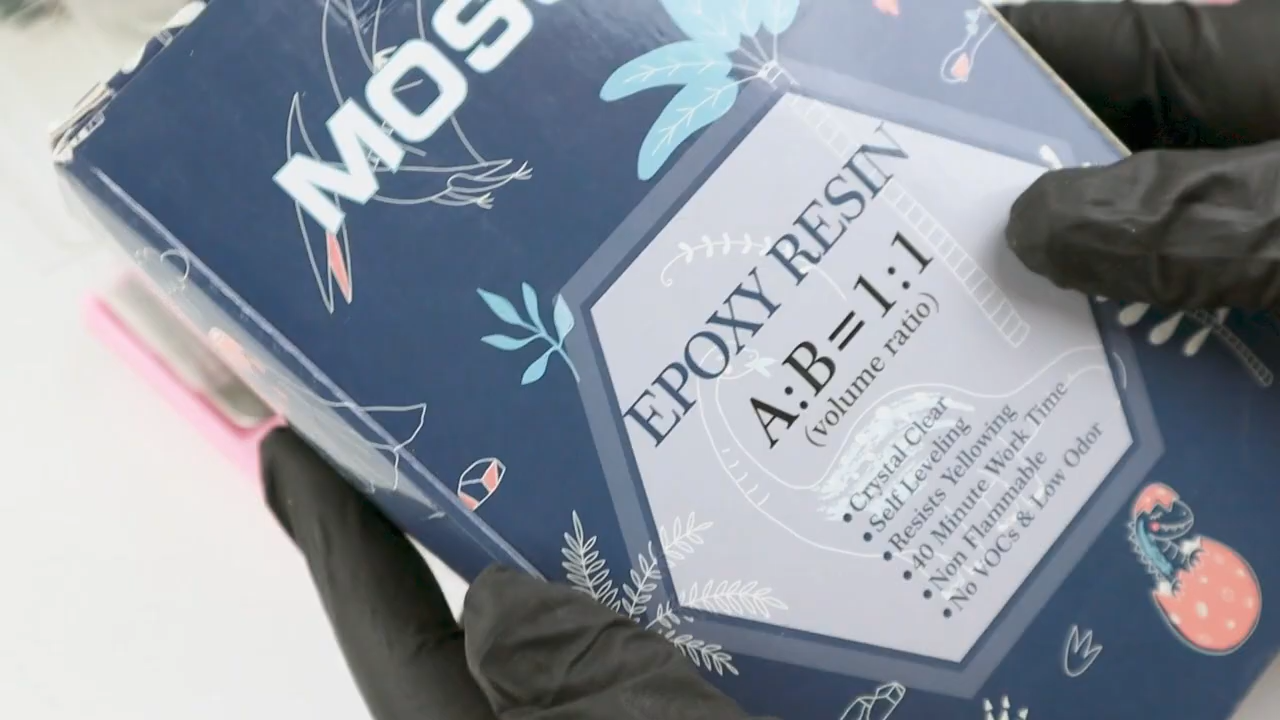 MOS
EPOXY RESIN
A:B=1:1
(volume ratio)
• Crystal Clear
• Self Leveling
• Resists Yellowing
• 40 Minute Work Time
• Non Flammable
• No VOCs & Low Odor